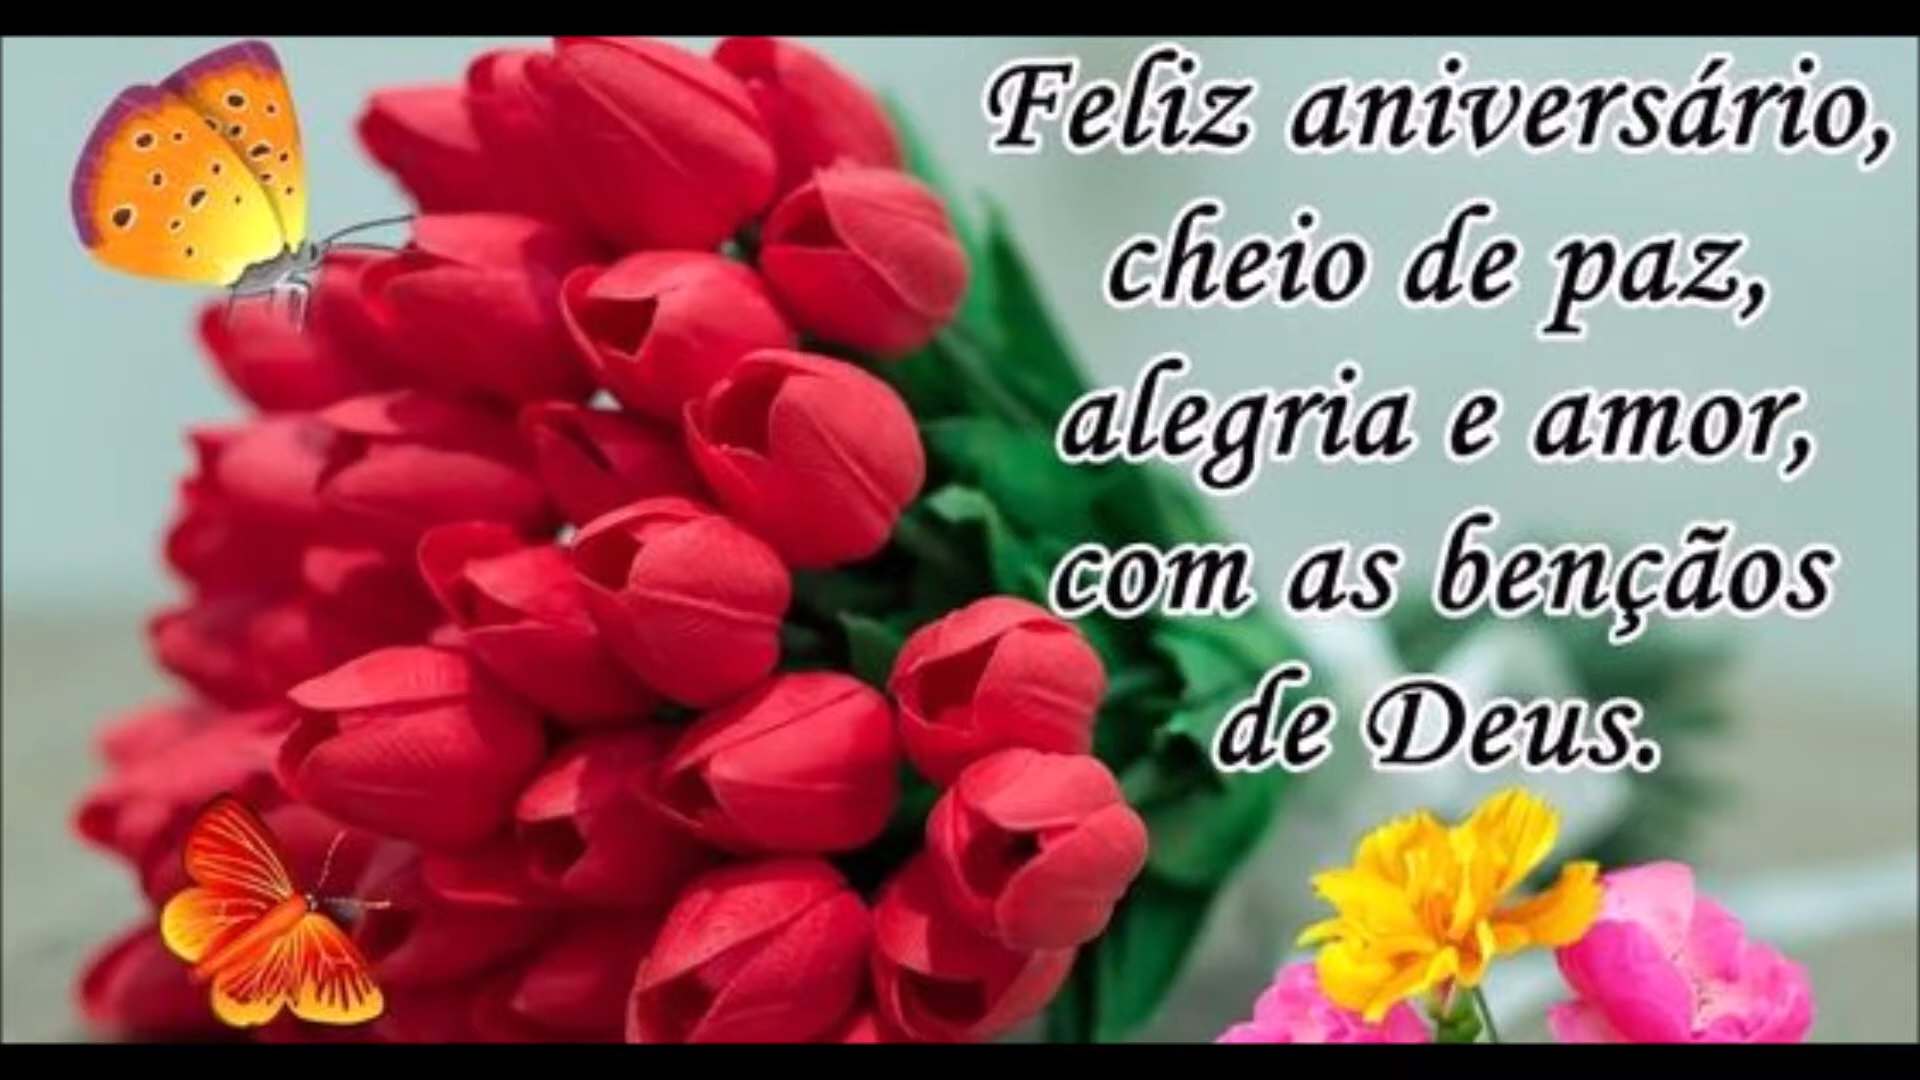 Feliz aniversário,
cheio de paz,
alegria e amor,
com as bençãos
de Deus.